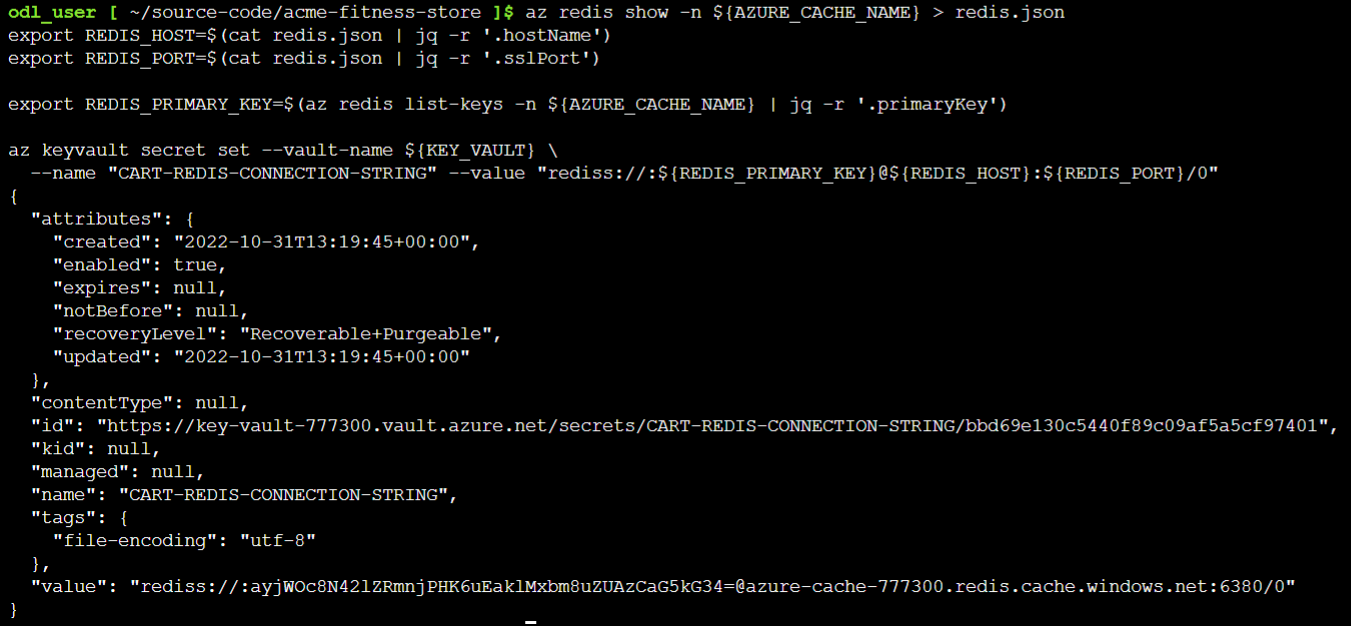 odl_user [ ~/source-code/acme-fitness-store ]$ az redis show -n ${AZURE_CACHE_NAME} > redis.json
export REDIS_HOST=$(cat redis.json | jq -r '.hostName')
export REDIS_PORT=$(cat redis.json | jq -r '.sslPort')
export REDIS_PRIMARY_KEY=$(az redis list-keys -n ${AZURE_CACHE_NAME} | jq -r '.primaryKey')
az keyvault secret set --vault-name ${KEY_VAULT} \
  --name "CART-REDIS-CONNECTION-STRING" --value "rediss://:${REDIS_PRIMARY_KEY}@${REDIS_HOST}:${REDIS_PORT}/0"
{
  "attributes": {
    "created": "2022-10-31T13:19:45+00:00",
    "enabled": true,
    "expires": null,
    "notBefore": null,
    "recoveryLevel": "Recoverable+Purgeable",
    "updated": "2022-10-31T13:19:45+00:00"
  },
  "contentType": null,
  "id": "https://key-vault-777300.vault.azure.net/secrets/CART-REDIS-CONNECTION-STRING/bbd69e130c5440f89c09af5a5cf97401",
  "kid": null,
  "managed": null,
  "name": "CART-REDIS-CONNECTION-STRING",
  "tags": {
    "file-encoding": "utf-8"
  },
  "value": "rediss://:ayjWOc8N42lZRmnjPHK6uEaklMxbm8uZUAzCaG5kG34=@azure-cache-777300.redis.cache.windows.net:6380/0"
}